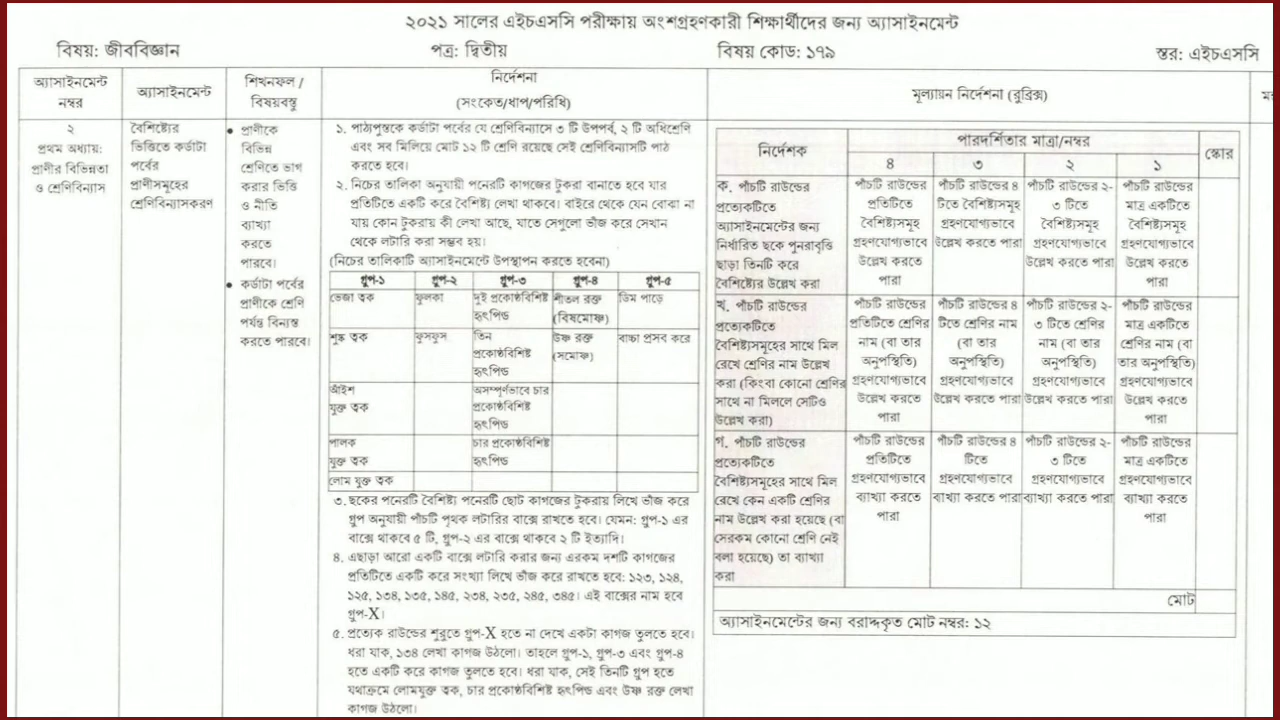 ২০২১ সালের এইচএসসি পরীক্ষায় অংশগ্রহণকারী শিক্ষার্থীদের জন্য অ্যাসাইনমেন্ট
বিষয়: জীববিজ্ঞান
পত্র: দ্বিতীয়
বিষয় কোড: ১৭৯
স্তর: এইচএসসি
অ্যাসাইনমেন্ট
নম্বর
অ্যাসাইনমেন্ট
শিখনফল /
বিষয়বস্তু
নির্দেশনা
(সংকেত/ধাপ/পরিধি)
মূল্যায়ন নির্দেশনা (রুব্রিক্স)
২
প্রথম অধ্যায়:
প্রাণীর বিভিন্নতা
ও শ্রেণিবিন্যাস
বৈশিষ্ট্যের
ভিত্তিতে কর্ডাটা
পর্বের
প্রাণীসমূহের
শ্রেণিবিন্যাসকরণ
• প্রাণীকে
বিভিন্ন
শ্রেণিতে ভাগ
করার ভিত্তি
ও নীতি
ব্যাখ্যা
করতে
পারবে।
• কর্ডাটা পর্বের
প্রাণীকে শ্রেণি
পর্যন্ত বিন্যস্ত
করতে পারবে।
১. পাঠ্যপুস্তকে কর্ডাটা পর্বের যে শ্রেণিবিন্যাসে ৩ টি উপপর্ব, ২ টি অধিশ্রেণি
এবং সব মিলিয়ে মোট ১২ টি শ্রেণি রয়েছে সেই শ্রেণিবিন্যাসটি পাঠ
করতে হবে।
২. নিচের তালিকা অনুযায়ী পনেরটি কাগজের টুকরা বানাতে হবে যার
প্রতিটিতে একটি করে বৈশিষ্ট্য লেখা থাকবে। বাইরে থেকে যেন বোঝা না
যায় কোন টুকরায় কী লেখা আছে, যাতে সেগুলো ভাঁজ করে সেখান
থেকে লটারি করা সম্ভব হয়।
(নিচের তালিকাটি অ্যাসাইনমেন্টে উপস্থাপন করতে হবেনা)
গ্রুপ-১ গ্রুপ-২ গ্রুপ-৩ গ্রুপ-৪ গ্রুপ-৫
ভেজা ত্বক ফুলকা দুই প্রকোষ্ঠবিশিষ্ট শীতল রক্ত ডিম পাড়ে
হৃৎপিন্ড (বিষমোষ্ণ)
শুষ্ক ত্বক ফুসফুস তিন উষ্ণ রক্ত বাচ্চা প্রসব করে
প্রকোষ্ঠবিশিষ্ট (সমোষ্ণ)
হৃৎপিন্ড
আঁইশ অসম্পূর্ণভাবে চার
যুক্ত ত্বক প্রকোষ্ঠবিশিষ্ট
হৃৎপিন্ড
পালক চার প্রকোষ্ঠবিশিষ্ট
যুক্ত ত্বক হৃৎপিন্ড
লোম যুক্ত ত্বক
৩. ছকের পনেরটি বৈশিষ্ট্য পনেরটি ছোট কাগজের টুকরায় লিখে ভাঁজ করে
গ্রুপ অনুযায়ী পাঁচটি পৃথক লটারির বাক্সে রাখতে হবে। যেমন: গ্রুপ-১ এর
বাক্সে থাকবে ৫ টি, গ্রুপ-২ এর বাক্সে থাকবে ২ টি ইত্যাদি।
৪. এছাড়া আরো একটি বাক্সে লটারি করার জন্য এরকম দশটি কাগজের
প্রতিটিতে একটি করে সংখ্যা লিখে ভাঁজ করে রাখতে হবে: ১২৩, ১২৪,
১২৫, ১৩৪, ১৩৫, ১৪৫, ২৩৪, ২৩৫, ২৪৫, ৩৪৫। এই বাক্সের নাম হবে
গ্রুপ-X।
৫. প্রত্যেক রাউন্ডের শুরুতে গ্রুপ-X হতে না দেখে একটা কাগজ তুলতে হবে।
ধরা যাক, ১৩৪ লেখা কাগজ উঠলো। তাহলে গ্রুপ-১, গ্রুপ-৩ এবং গ্রুপ-৪
হতে একটি করে কাগজ তুলতে হবে। ধরা যাক, সেই তিনটি গ্রুপ হতে
যথাক্রমে লোমযুক্ত ত্বক, চার প্রকোষ্ঠবিশিষ্ট হৃৎপিন্ড এবং উষ্ণ রক্ত লেখা
কাগজ উঠলো।
নির্দেশক
পারদর্শিতার মাত্রা/নম্বর
স্কোর
৪ ৩ ২ ১
ক. পাঁচটি রাউন্ডের
প্রত্যেকটিতে
অ্যাসাইনমেন্টের জন্য
নির্ধারিত ছকে পুনরাবৃত্তি
ছাড়া তিনটি করে
বৈশিষ্ট্যের উল্লেখ করা
পাঁচটি রাউন্ডের
প্রতিটিতে
বৈশিষ্ট্যসমূহ
গ্রহণযোগ্যভাবে
উল্লেখ করতে
পারা
পাঁচটি রাউন্ডের ৪
টিতে বৈশিষ্ট্যসমূহ
গ্রহণযোগ্যভাবে
উল্লেখ করতে পারা
পাঁচটি রাউন্ডের ২-
৩ টিতে
বৈশিষ্ট্যসমূহ
গ্রহণযোগ্যভাবে
উল্লেখ করতে পারা
পাঁচটি রাউন্ডের
মাত্র একটিতে
বৈশিষ্ট্যসমূহ
গ্রহণযোগ্যভাবে
উল্লেখ করতে
পারা
খ. পাঁচটি রাউন্ডের
প্রত্যেকটিতে
বৈশিষ্ট্যসমূহের সাথে মিল
রেখে শ্রেণির নাম উল্লেখ
করা (কিংবা কোনো শ্রেণির
সাথে না মিললে সেটিও
উল্লেখ করা)
পাঁচটি রাউন্ডের
প্রতিটিতে শ্রেণির
নাম (বা তার
অনুপস্থিতি)
গ্রহণযোগ্যভাবে
উল্লেখ করতে
পারা
পাঁচটি রাউন্ডের ৪
টিতে শ্রেণির নাম
(বা তার
অনুপস্থিতি)
গ্রহণযোগ্যভাবে
উল্লেখ করতে পারা
পাঁচটি রাউন্ডের ২-
৩ টিতে শ্রেণির
নাম (বা তার
অনুপস্থিতি)
গ্রহণযোগ্যভাবে
উল্লেখ করতে পারা
পাঁচটি রাউন্ডের
মাত্র একটিতে
শ্রেণির নাম (বা
তার অনুপস্থিতি)
গ্রহণযোগ্যভাবে
উল্লেখ করতে
পারা
গ. পাঁচটি রাউন্ডের
প্রত্যেকটিতে
বৈশিষ্ট্যসমূহের সাথে মিল
রেখে কেন একটি শ্রেণির
নাম উল্লেখ করা হয়েছে (বা
সেরকম কোনো শ্রেণি নেই
বলা হয়েছে) তা ব্যাখ্যা
করা
পাঁচটি রাউন্ডের
প্রতিটিতে
গ্রহণযোগ্যভাবে
ব্যাখ্যা করতে
পারা
পাঁচটি রাউন্ডের ৪
টিতে
গ্রহণযোগ্যভাবে
ব্যাখ্যা করতে পারা
পাঁচটি রাউন্ডের ২-
৩ টিতে
গ্রহণযোগ্যভাবে
ব্যাখ্যা করতে পারা
পাঁচটি রাউন্ডের
মাত্র একটিতে
গ্রহণযোগ্যভাবে
ব্যাখ্যা করতে
পারা
মোট
অ্যাসাইনমেন্টের জন্য বরাদ্দকৃত মোট নম্বর: ১২